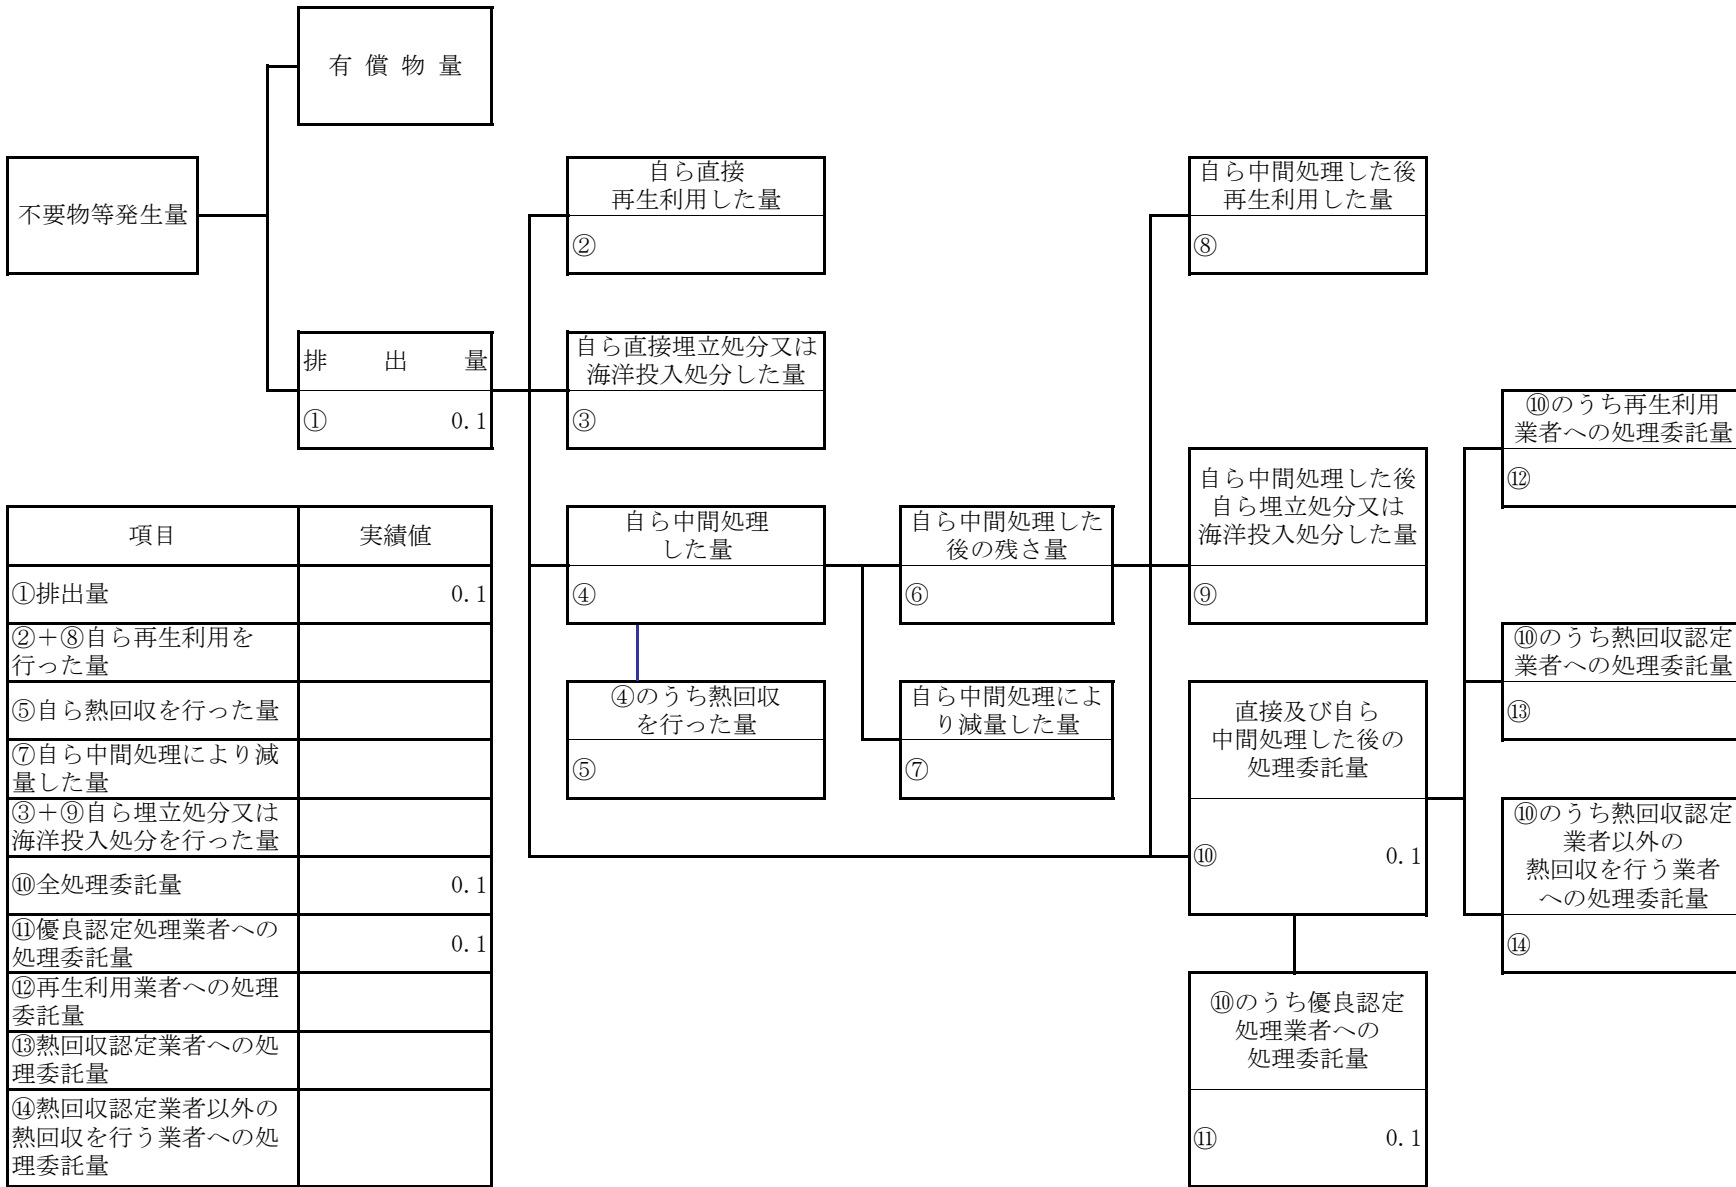 有 償 物 量
不要物等発生量
自ら直接
再生利用した量
②
自ら中間処理した後
再生利用した量
⑧
排 出 量
① 0.1
自ら直接埋立処分又は
海洋投入処分した量
③
⑩のうち再生利用
業者への処理委託量
⑫
自ら中間処理した後
自ら埋立処分又は
海洋投入処分した量
⑨
自ら中間処理
した量
④
自ら中間処理した
後の残さ量
⑥
⑩のうち熱回収認定
業者への処理委託量
⑬
④のうち熱回収
を行った量
⑤
自ら中間処理によ
り減量した量
⑦
直接及び自ら
中間処理した後の
処理委託量
⑩ 0.1
⑩のうち熱回収認定
業者以外の
熱回収を行う業者
への処理委託量
⑭
⑩のうち優良認定
処理業者への
処理委託量
⑪ 0.1
項目 実績値
①排出量 0.1
②+⑧自ら再生利用を
行った量
⑤自ら熱回収を行った量
⑦自ら中間処理により減
量した量
③+⑨自ら埋立処分又は
海洋投入処分を行った量
⑩全処理委託量 0.1
⑪優良認定処理業者への
処理委託量 0.1
⑫再生利用業者への処理
委託量
⑬熱回収認定業者への処
理委託量
⑭熱回収認定業者以外の
熱回収を行う業者への処
理委託量